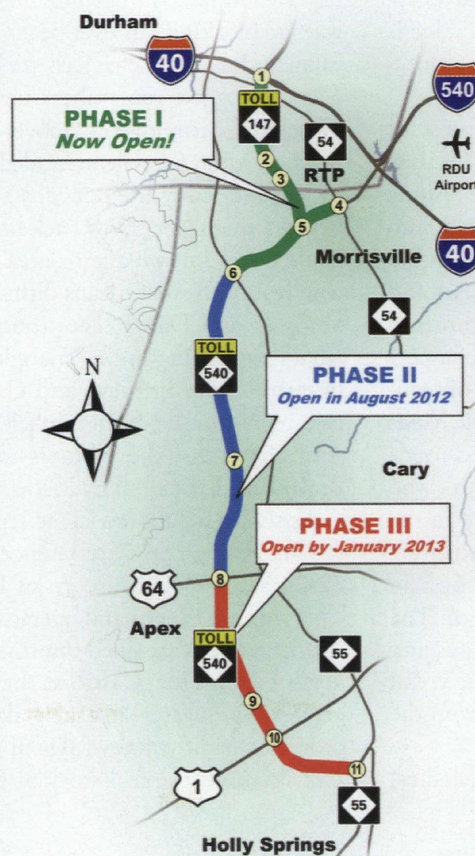 Durham
40
1
540
TOLL
147
PHASE I
Now Open!
54
2
3
RTP
RDU
Airport
4
5
Morrisville
40
6
54
TOLL
540
N
PHASE II
Open in August 2012
7
Cary
PHASE III
Open by January 2013
64
8
Apex
TOLL
540
55
9
10
1
11
55
Holly Springs